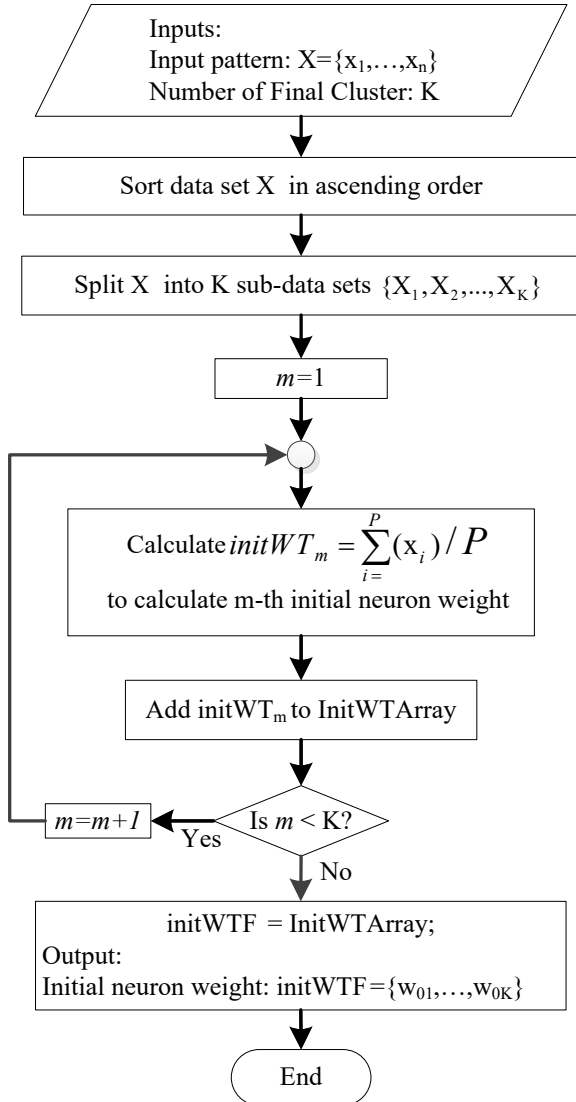 Inputs:
Input pattern: X={x₁,…,xₙ}
Number of Final Cluster: K
Sort data set X in ascending order
Split X into K sub-data sets {X₁,X₂,...,X_K}
m=1
Calculate initWTₘ = ∑_{i=}^{P} (xᵢ) / P
to calculate m-th initial neuron weight
Add initWTₘ to InitWTArray
Is m < K?
m=m+1
Yes
No
initWTF = InitWTArray;
Output:
Initial neuron weight: initWTF={w₀₁,…,w₀K}
End